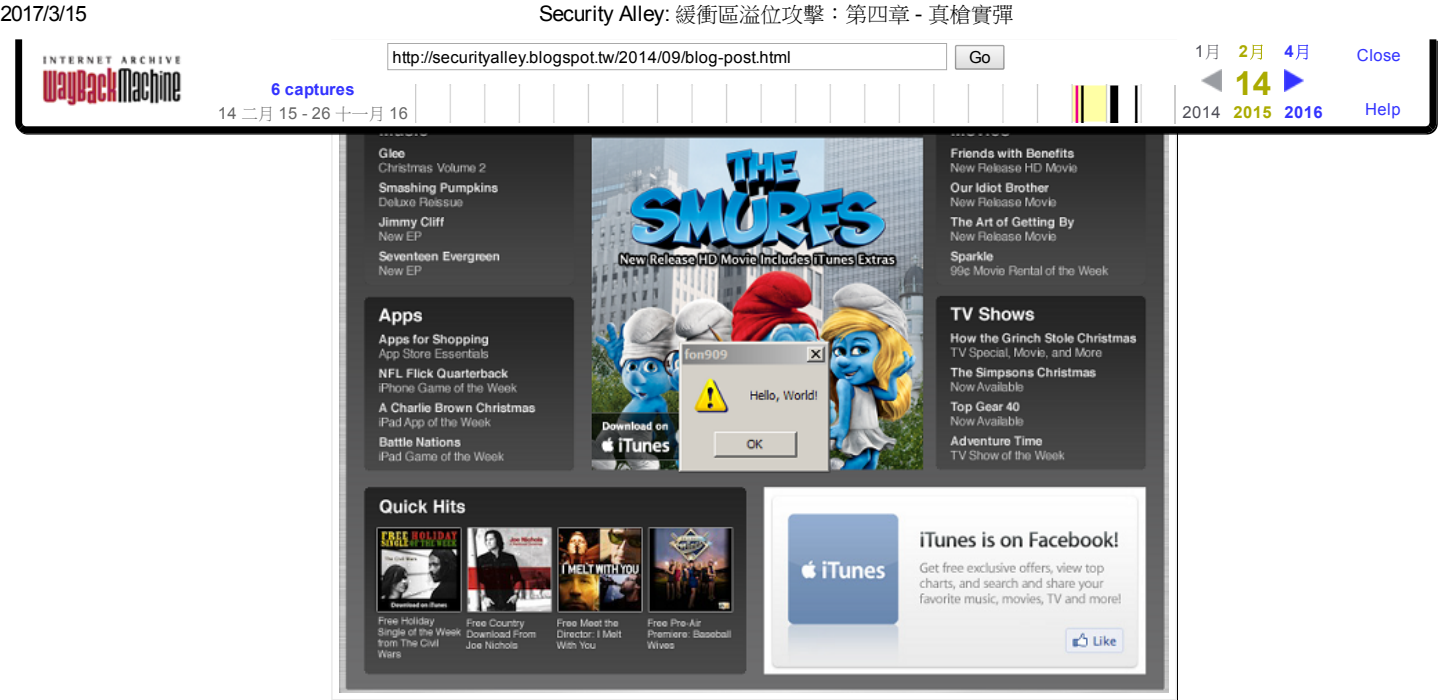 2017/3/15
Security Alley: 緩衝區溢位攻擊：第四章 - 真槍實彈
INTERNET ARCHIVE
WayBackMachine
http://securityalley.blogspot.tw/2014/09/blog-post.html
Go
1月 2月 4月
Close
6 captures
14
14 二月 15 - 26 十一月 16
2014 2015 2016
Help
Glee
Christmas Volume 2
Smashing Pumpkins
Deluxe Reissue
Jimmy Cliff
New EP
Seventeen Evergreen
New EP
Apps
Apps for Shopping
App Store Essentials
NFL Flick Quarterback
iPhone Game of the Week
A Charlie Brown Christmas
iPad App of the Week
Battle Nations
iPad Game of the Week
THE
SMURFS
New Release HD Movie Includes iTunes Extras
Download on
iTunes
fon909
Hello, World!
OK
Friends with Benefits
New Release HD Movie
Our Idiot Brother
New Release Movie
The Art of Getting By
New Release Movie
Sparkle
99¢ Movie Rental of the Week
TV Shows
How the Grinch Stole Christmas
TV Special, Movie, and More
The Simpsons Christmas
Now Available
Top Gear 40
Now Available
Adventure Time
TV Show of the Week
Quick Hits
FREE HOLIDAY
SINGLE OF THE WEEK
The Civil Wars
Download on iTunes
Joe Nichols
I MELT WITH YOU
Free Holiday
Single of the Week
from The Civil
Wars
Free Country
Download From
Joe Nichols
Free Meet the
Director: I Melt
With You
Free Pre-Air
Premiere: Baseball
Wives
iTunes
iTunes is on Facebook!
Get free exclusive offers, view top
charts, and search and share your
favorite music, movies, TV and more!
Like